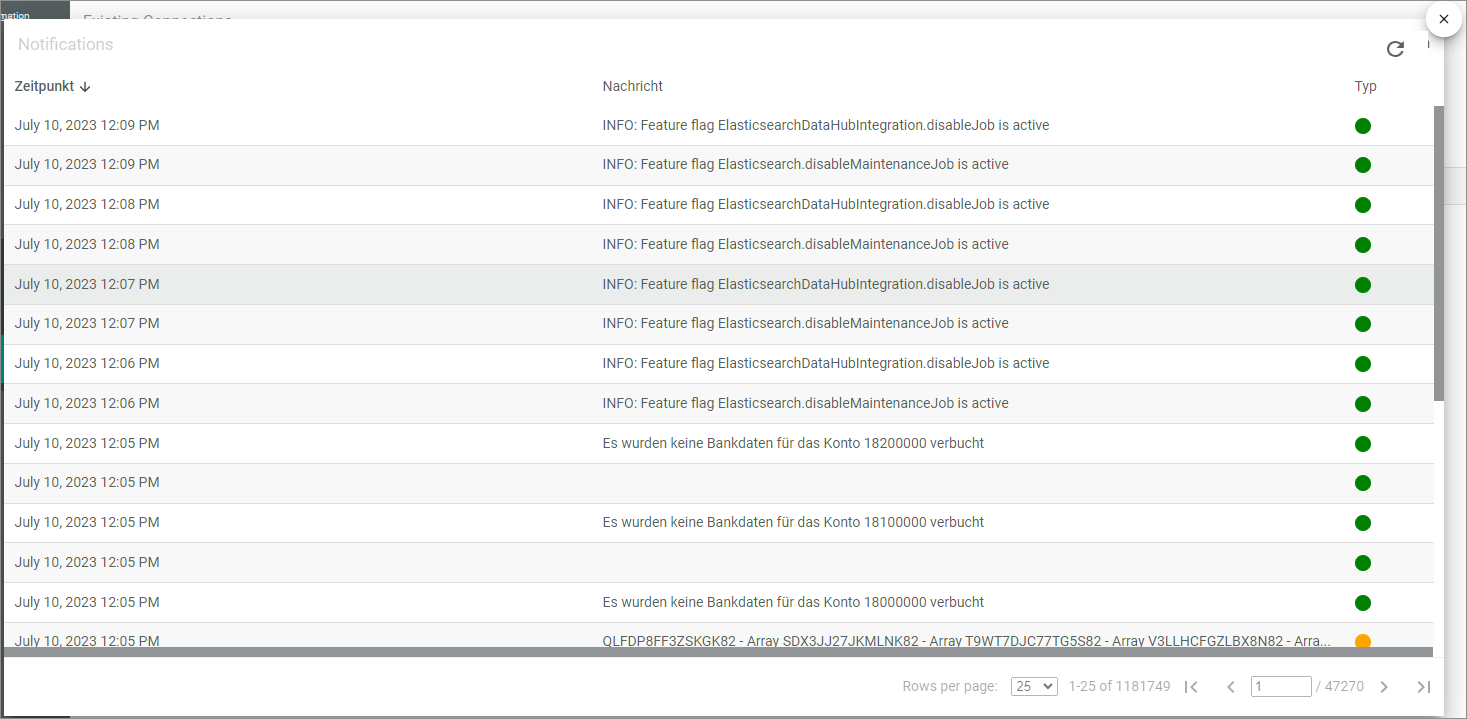 mation
Existing Connections
Notifications
Zeitpunkt Nachricht Typ
July 10, 2023 12:09 PM INFO: Feature flag ElasticsearchDataHubIntegration.disableJob is active
July 10, 2023 12:09 PM INFO: Feature flag Elasticsearch.disableMaintenanceJob is active
July 10, 2023 12:08 PM INFO: Feature flag ElasticsearchDataHubIntegration.disableJob is active
July 10, 2023 12:08 PM INFO: Feature flag Elasticsearch.disableMaintenanceJob is active
July 10, 2023 12:07 PM INFO: Feature flag ElasticsearchDataHubIntegration.disableJob is active
July 10, 2023 12:07 PM INFO: Feature flag Elasticsearch.disableMaintenanceJob is active
July 10, 2023 12:06 PM INFO: Feature flag ElasticsearchDataHubIntegration.disableJob is active
July 10, 2023 12:06 PM INFO: Feature flag Elasticsearch.disableMaintenanceJob is active
July 10, 2023 12:05 PM Es wurden keine Bankdaten für das Konto 18200000 verbucht
July 10, 2023 12:05 PM
July 10, 2023 12:05 PM Es wurden keine Bankdaten für das Konto 18100000 verbucht
July 10, 2023 12:05 PM
July 10, 2023 12:05 PM Es wurden keine Bankdaten für das Konto 18000000 verbucht
July 10, 2023 12:05 PM QLFDP8FF3ZSKGK82 - Array SDX3JJ27JKMLNK82 - Array T9WT7DJC77TG5S82 - Array V3LLHCFGZLBX8N82 - Arra...
Rows per page: 25 1-25 of 1181749 1 / 47270